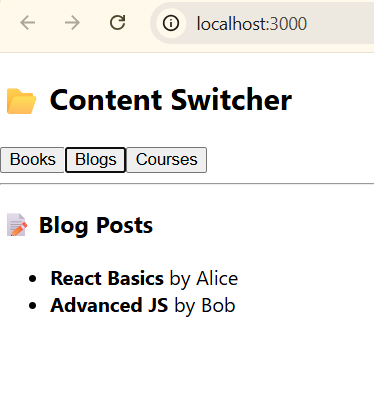 localhost:3000
📂 Content Switcher
Books Blogs Courses
📝 Blog Posts
• React Basics by Alice
• Advanced JS by Bob